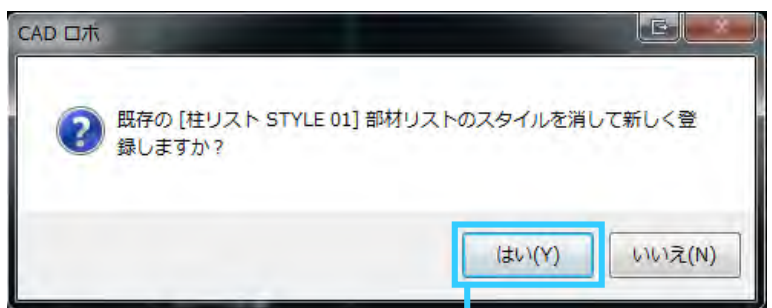 CAD ロボ
既存の [柱リスト STYLE 01] 部材リストのスタイルを消して新しく登
録しますか？
はい(Y) いいえ(N)